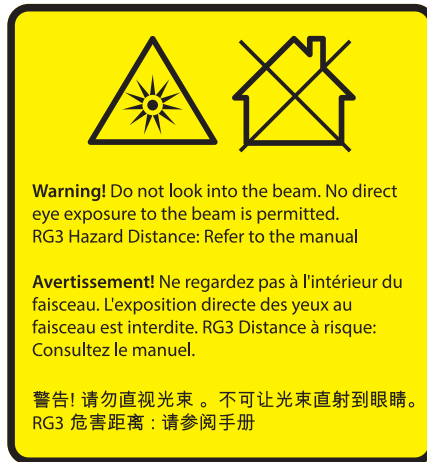 Warning! Do not look into the beam. No direct
eye exposure to the beam is permitted.
RG3 Hazard Distance: Refer to the manual
Avertissement! Ne regardez pas à l'intérieur du
faisceau. L'exposition directe des yeux au
faisceau est interdite. RG3 Distance à risque:
Consultez le manuel.
警告! 请勿直视光束 。不可让光束直射到眼睛。
RG3 危害距离 : 请参阅手册